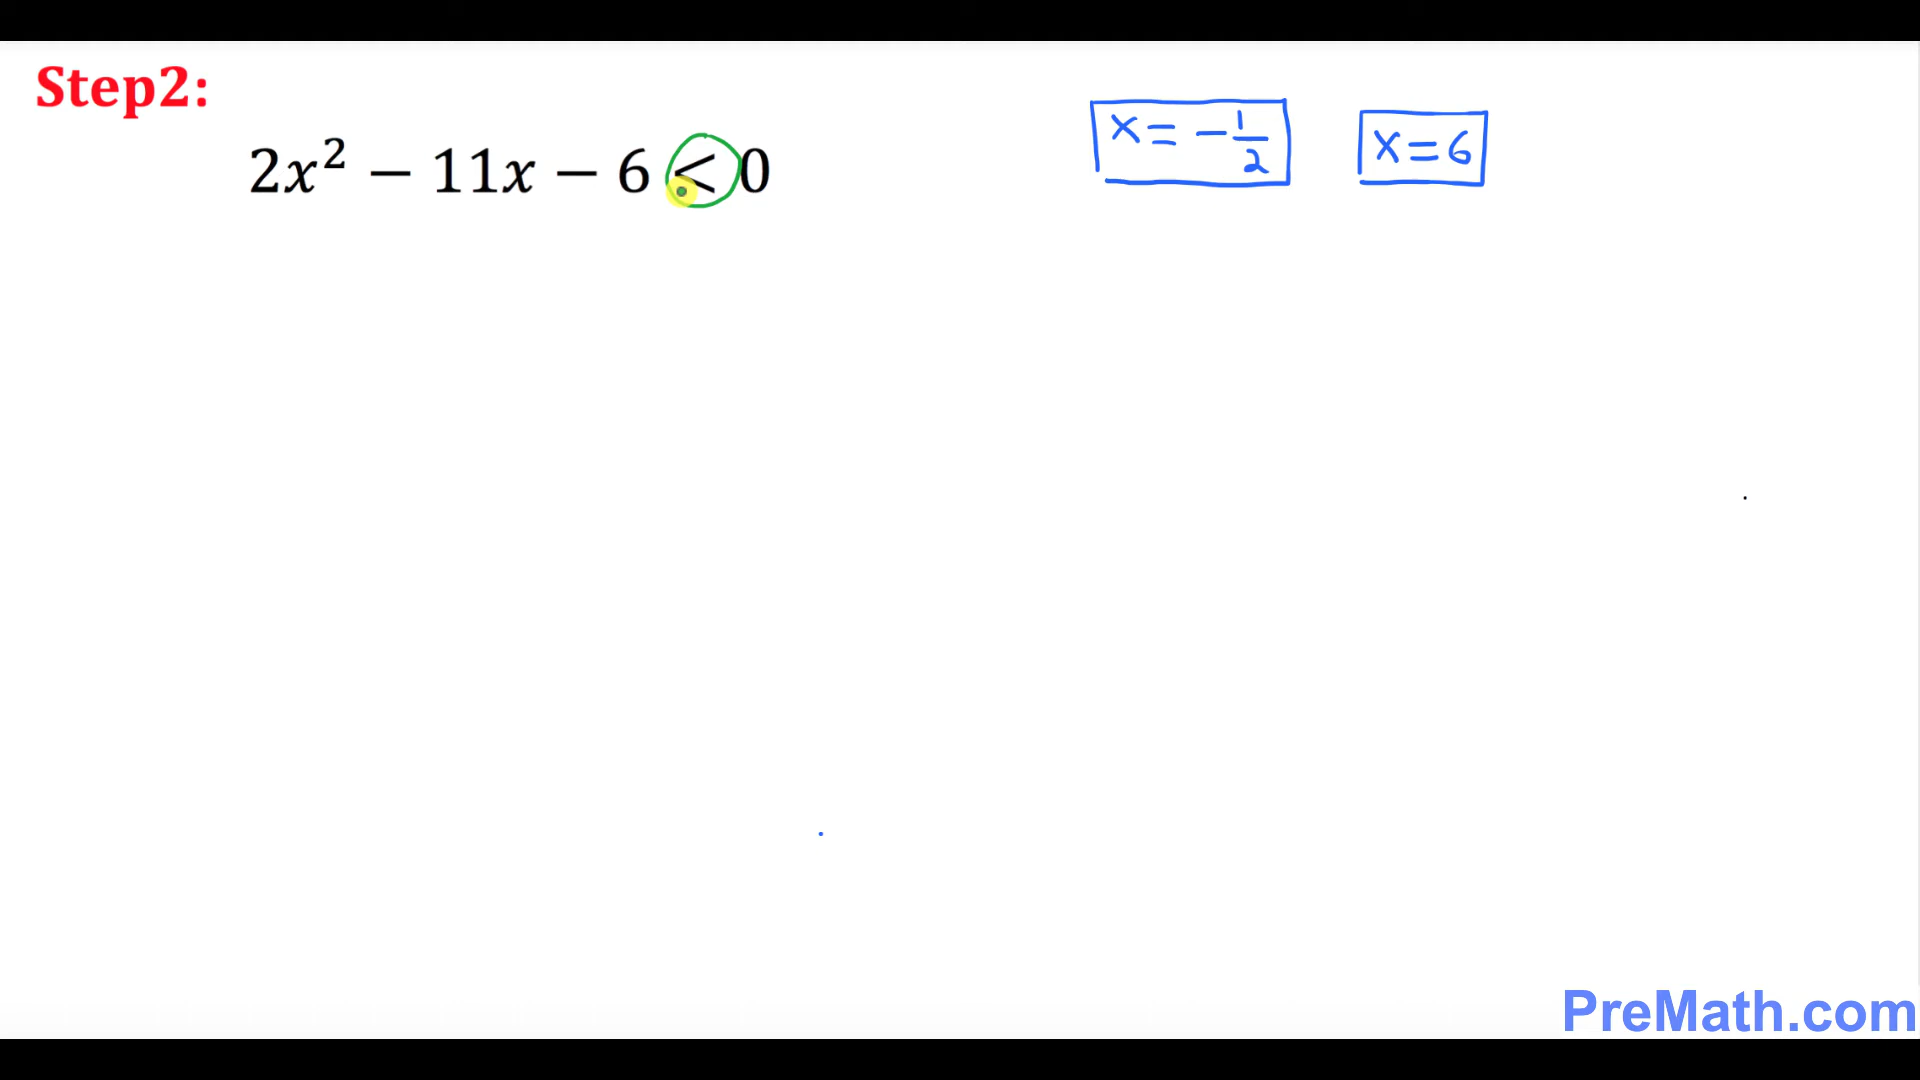 Step2:
2x² − 11x − 6 < 0
x = −1/2
x = 6
PreMath.com